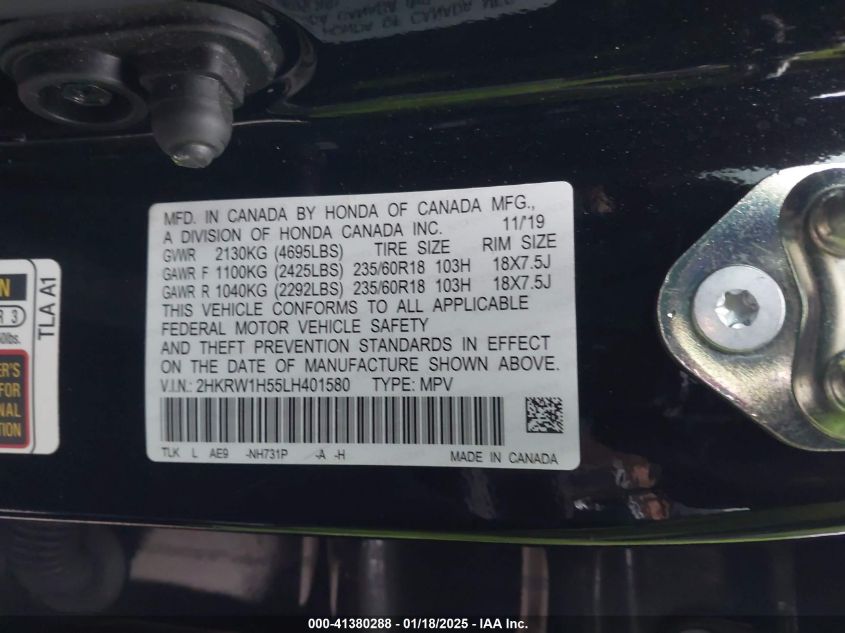 MFD. IN CANADA BY HONDA OF CANADA MFG.,
A DIVISION OF HONDA CANADA INC. 11/'19
GVWR 2130KG (4695LBS) TIRE SIZE RIM SIZE
GAWR F 1100KG (2425LBS) 235/60R18 103H 18X7.5J
GAWR R 1040KG (2292LBS) 235/60R18 103H 18X7.5J
THIS VEHICLE CONFORMS TO ALL APPLICABLE
FEDERAL MOTOR VEHICLE SAFETY
AND THEFT PREVENTION STANDARDS IN EFFECT
ON THE DATE OF MANUFACTURE SHOWN ABOVE.
V.I.N.: 2HKRW1H55LH401580 TYPE: MPV
TLK L AE9 -NH731P -A -H MADE IN CANADA
TLA A1
000-41380288 - 01/18/2025 - IAA Inc.